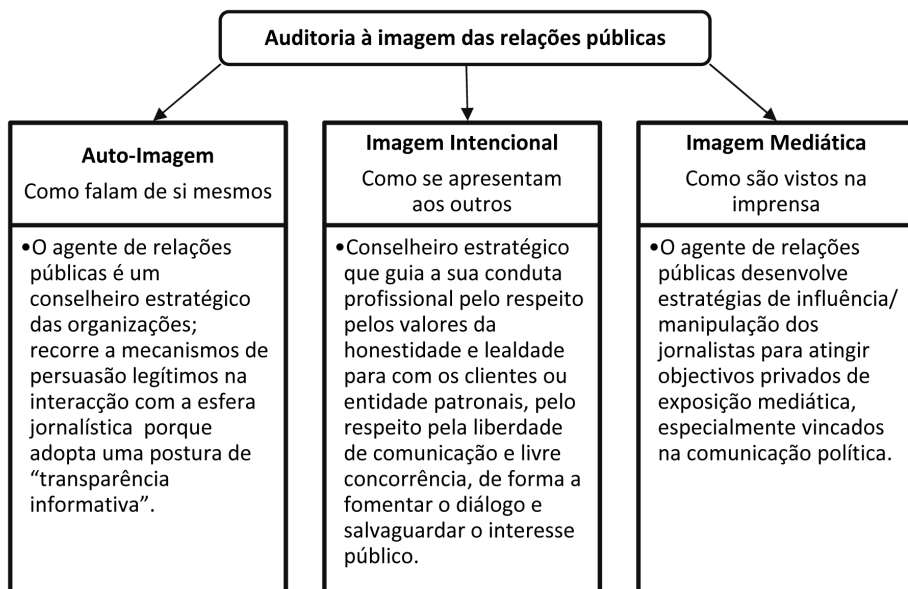 Auditoria à imagem das relações públicas
Auto-Imagem
Como falam de si mesmos
•O agente de relações
públicas é um
conselheiro estratégico
das organizações;
recorre a mecanismos de
persuasão legítimos na
interacção com a esfera
jornalística porque
adopta uma postura de
“transparência
informativa”.
Imagem Intencional
Como se apresentam
aos outros
•Conselheiro estratégico
que guia a sua conduta
profissional pelo respeito
pelos valores da
honestidade e lealdade
para com os clientes ou
entidade patronais, pelo
respeito pela liberdade
de comunicação e livre
concorrência, de forma a
fomentar o diálogo e
salvaguardar o interesse
público.
Imagem Mediática
Como são vistos na
imprensa
•O agente de relações
públicas desenvolve
estratégias de influência/
manipulação dos
jornalistas para atingir
objectivos privados de
exposição mediática,
especialmente vincados
na comunicação política.